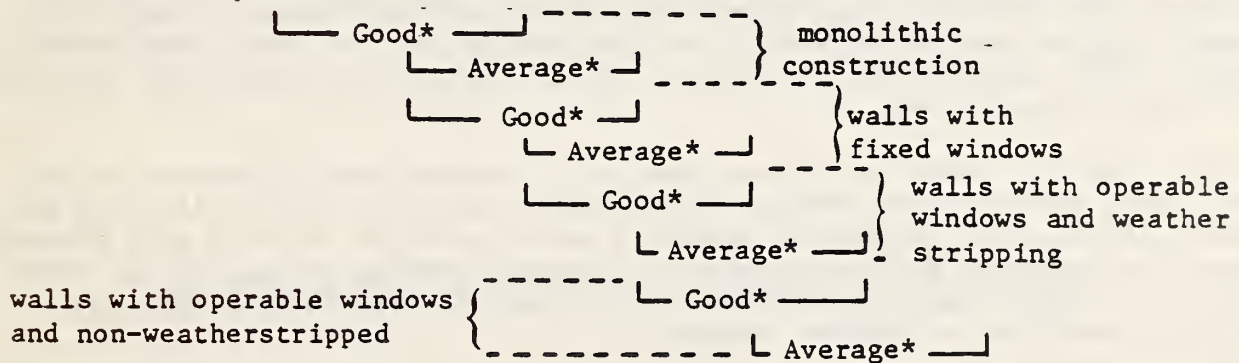 Good*
monolithic
Average*
construction
Good*
walls with
Average*
fixed windows
Good*
walls with operable
windows and weather
Average*
stripping
walls with operable windows
Good*
and non-weatherstripped
Average*